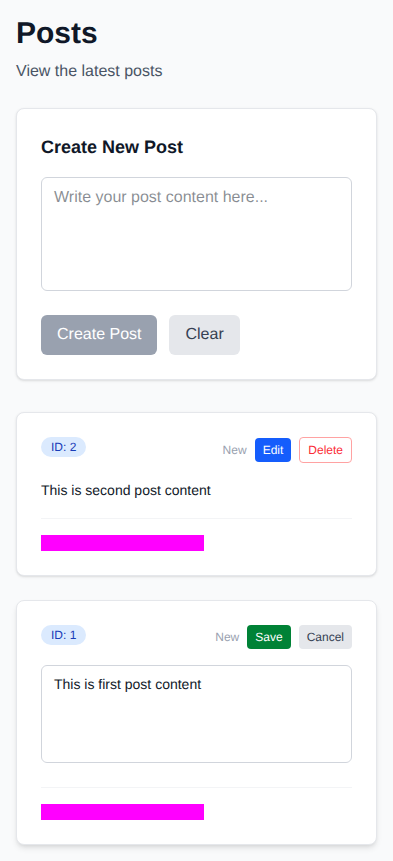 Posts
View the latest posts
Create New Post
Write your post content here...
Create Post Clear
ID: 2 New Edit Delete
This is second post content
ID: 1 New Save Cancel
This is first post content